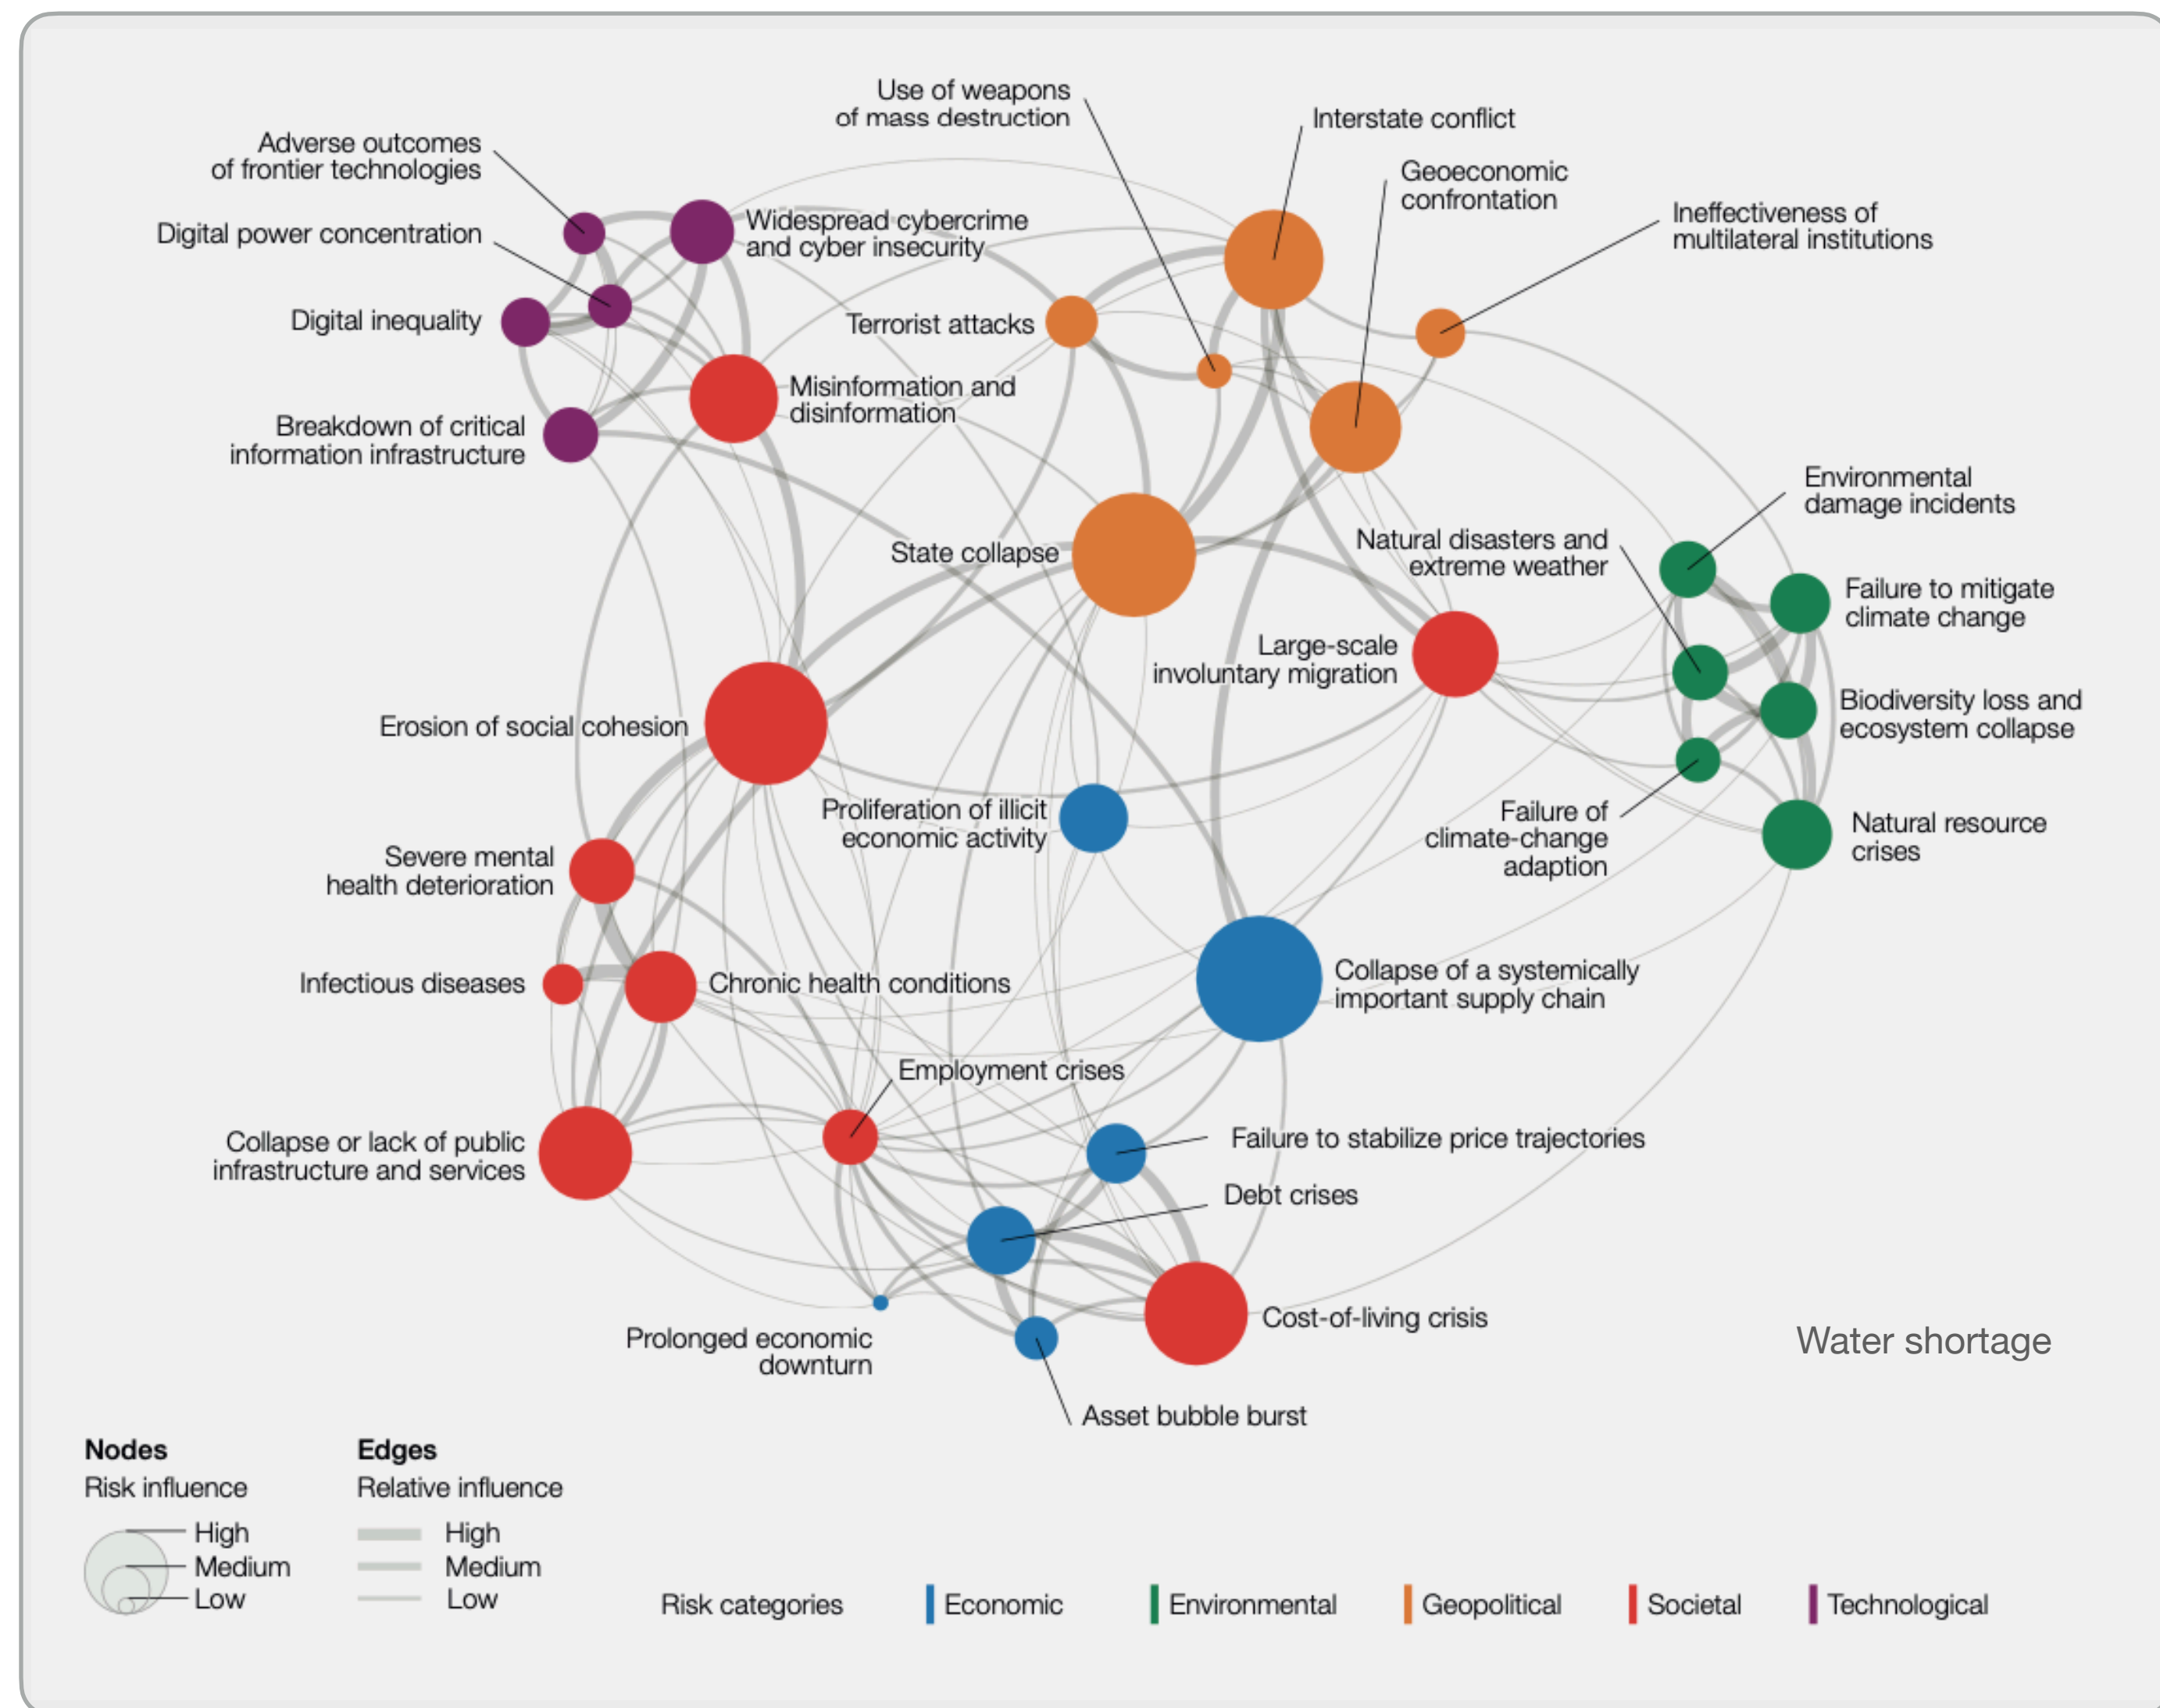 Use of weapons
of mass destruction
Interstate conflict
Adverse outcomes
of frontier technologies
Geoeconomic
confrontation
Ineffectiveness of
multilateral institutions
Digital power concentration
Widespread cybercrime
and cyber insecurity
Digital inequality
Terrorist attacks
Misinformation and
disinformation
Breakdown of critical
information infrastructure
Environmental
damage incidents
State collapse
Natural disasters and
extreme weather
Failure to mitigate
climate change
Large-scale
involuntary migration
Biodiversity loss and
ecosystem collapse
Erosion of social cohesion
Proliferation of illicit
economic activity
Failure of
climate-change
adaption
Natural resource
crises
Severe mental
health deterioration
Infectious diseases
Chronic health conditions
Collapse of a systemically
important supply chain
Employment crises
Collapse or lack of public
infrastructure and services
Failure to stabilize price trajectories
Debt crises
Prolonged economic
downturn
Cost-of-living crisis
Water shortage
Asset bubble burst
Nodes
Risk influence
High
Medium
Low
Edges
Relative influence
High
Medium
Low
Risk categories
Economic
Environmental
Geopolitical
Societal
Technological